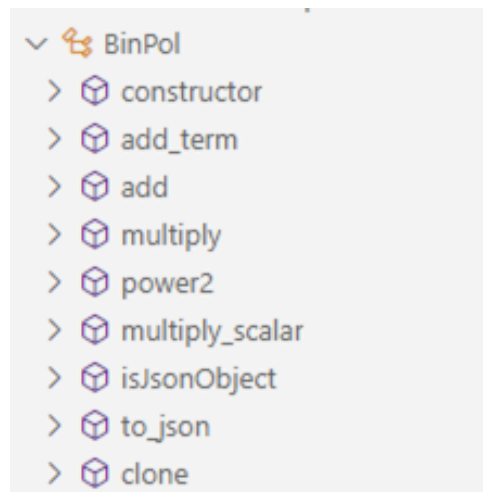 BinPol
constructor
add_term
add
multiply
power2
multiply_scalar
isJsonObject
to_json
clone